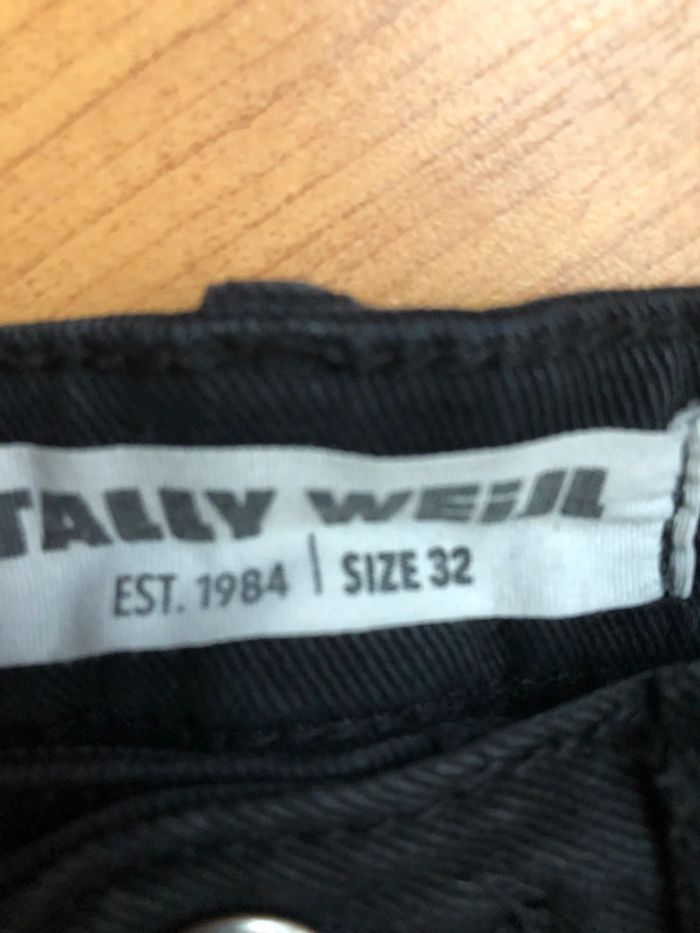 TALLY WEiJL
EST. 1984 | SIZE 32